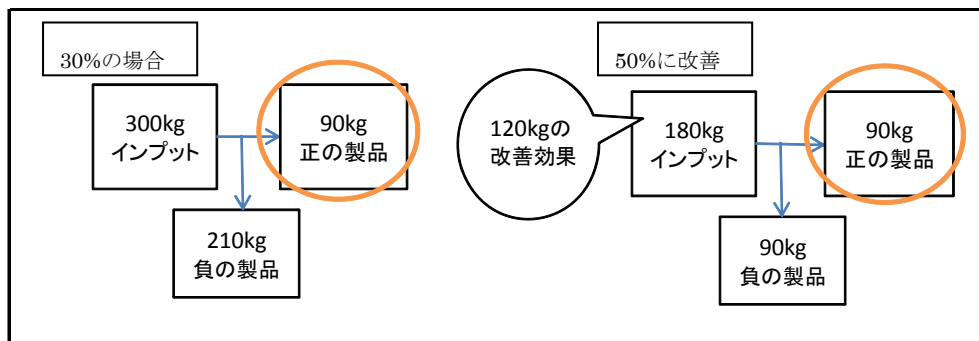 30%の場合
300kg
インプット
90kg
正の製品
210kg
負の製品
50%に改善
120kgの
改善効果
180kg
インプット
90kg
正の製品
90kg
負の製品